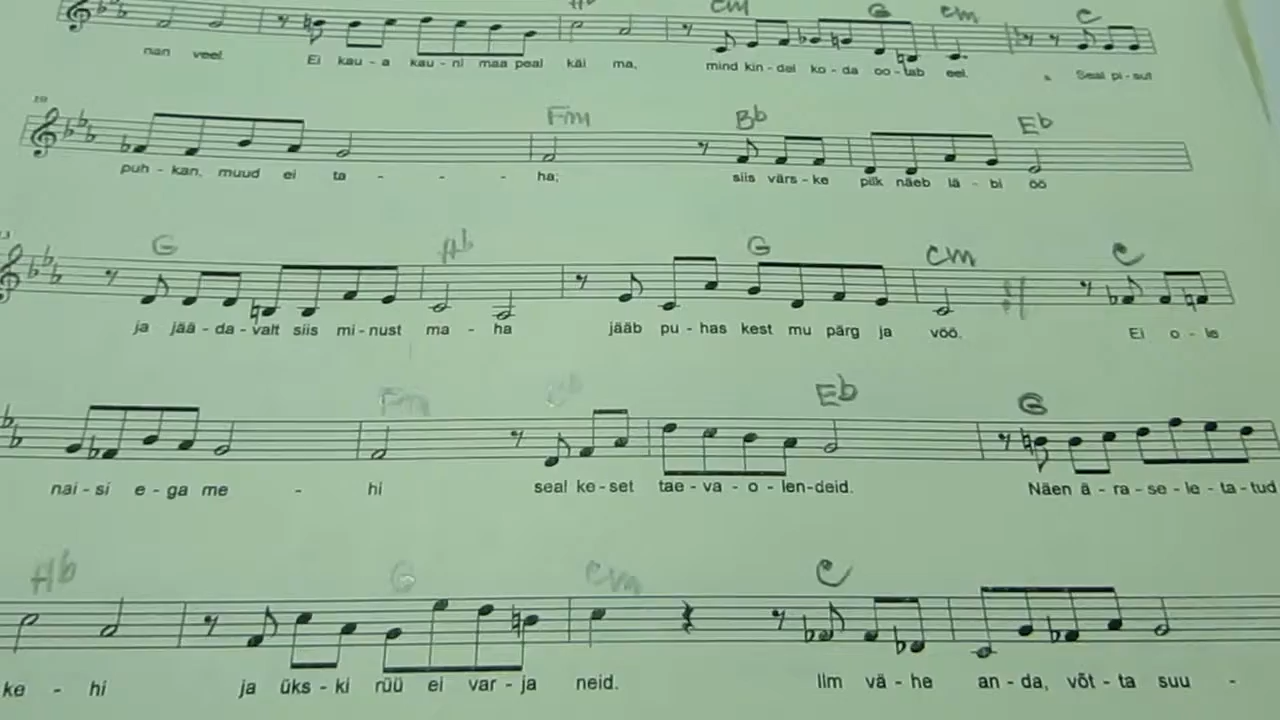 Cm G Cm C
nan veel. Ei kau - a kau - ni maa peal käi ma, mind kin - del ko - da oo - tab eel. Seal pi - sut
Fm Bb Eb
puh - kan, muud ei ta - - - ha; siis värs - ke pilk näeb lä - bi öö
G Ab G Cm C
ja jää - da - valt siis mi - nust ma - ha jääb pu - has kest mu pärg ja vöö. Ei o - le
Fm Eb G
nai - si e - ga me - hi seal ke - set tae - va - o - len - deid. Näen ä - ra - se - le - ta - tud
Ab G Cm C
ke - hi ja üks - ki rüü ei var - ja neid. Ilm vä - he an - da, võt - ta suu -